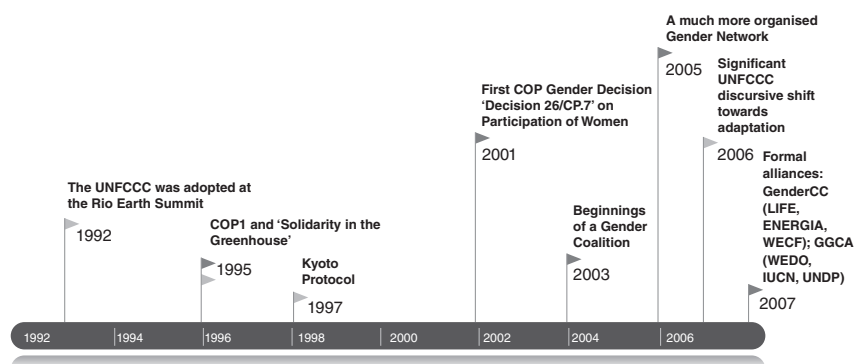 The UNFCCC was adopted at
the Rio Earth Summit
1992
COP1 and ‘Solidarity in the
Greenhouse’
1995
Kyoto
Protocol
1997
First COP Gender Decision
‘Decision 26/CP.7’ on
Participation of Women
2001
Beginnings
of a Gender
Coalition
2003
A much more organised
Gender Network
2005
Significant
UNFCCC
discursive shift
towards
adaptation
2006
Formal
alliances:
GenderCC
(LIFE,
ENERGIA,
WECF); GGCA
(WEDO,
IUCN, UNDP)
2007
1992 1994 1996 1998 2000 2002 2004 2006